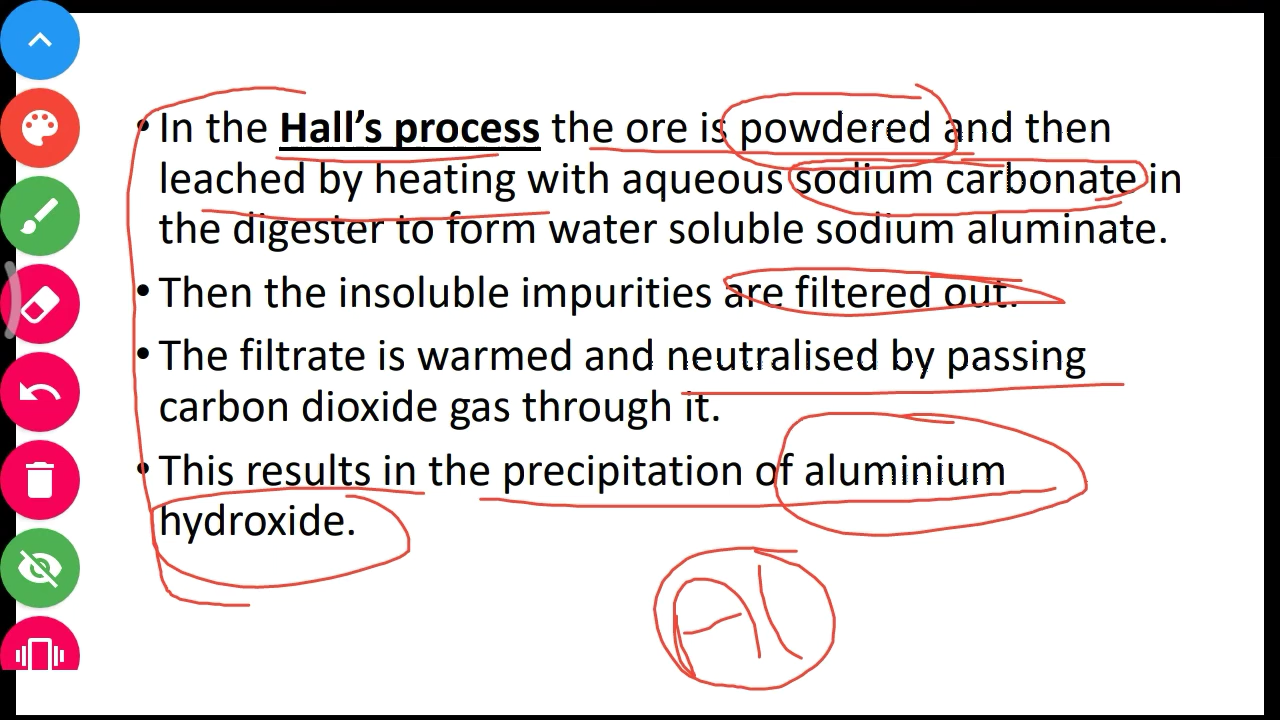 • In the Hall's process the ore is powdered and then
leached by heating with aqueous sodium carbonate in
the digester to form water soluble sodium aluminate.
• Then the insoluble impurities are filtered out.
• The filtrate is warmed and neutralised by passing
carbon dioxide gas through it.
• This results in the precipitation of aluminium
hydroxide.
Al